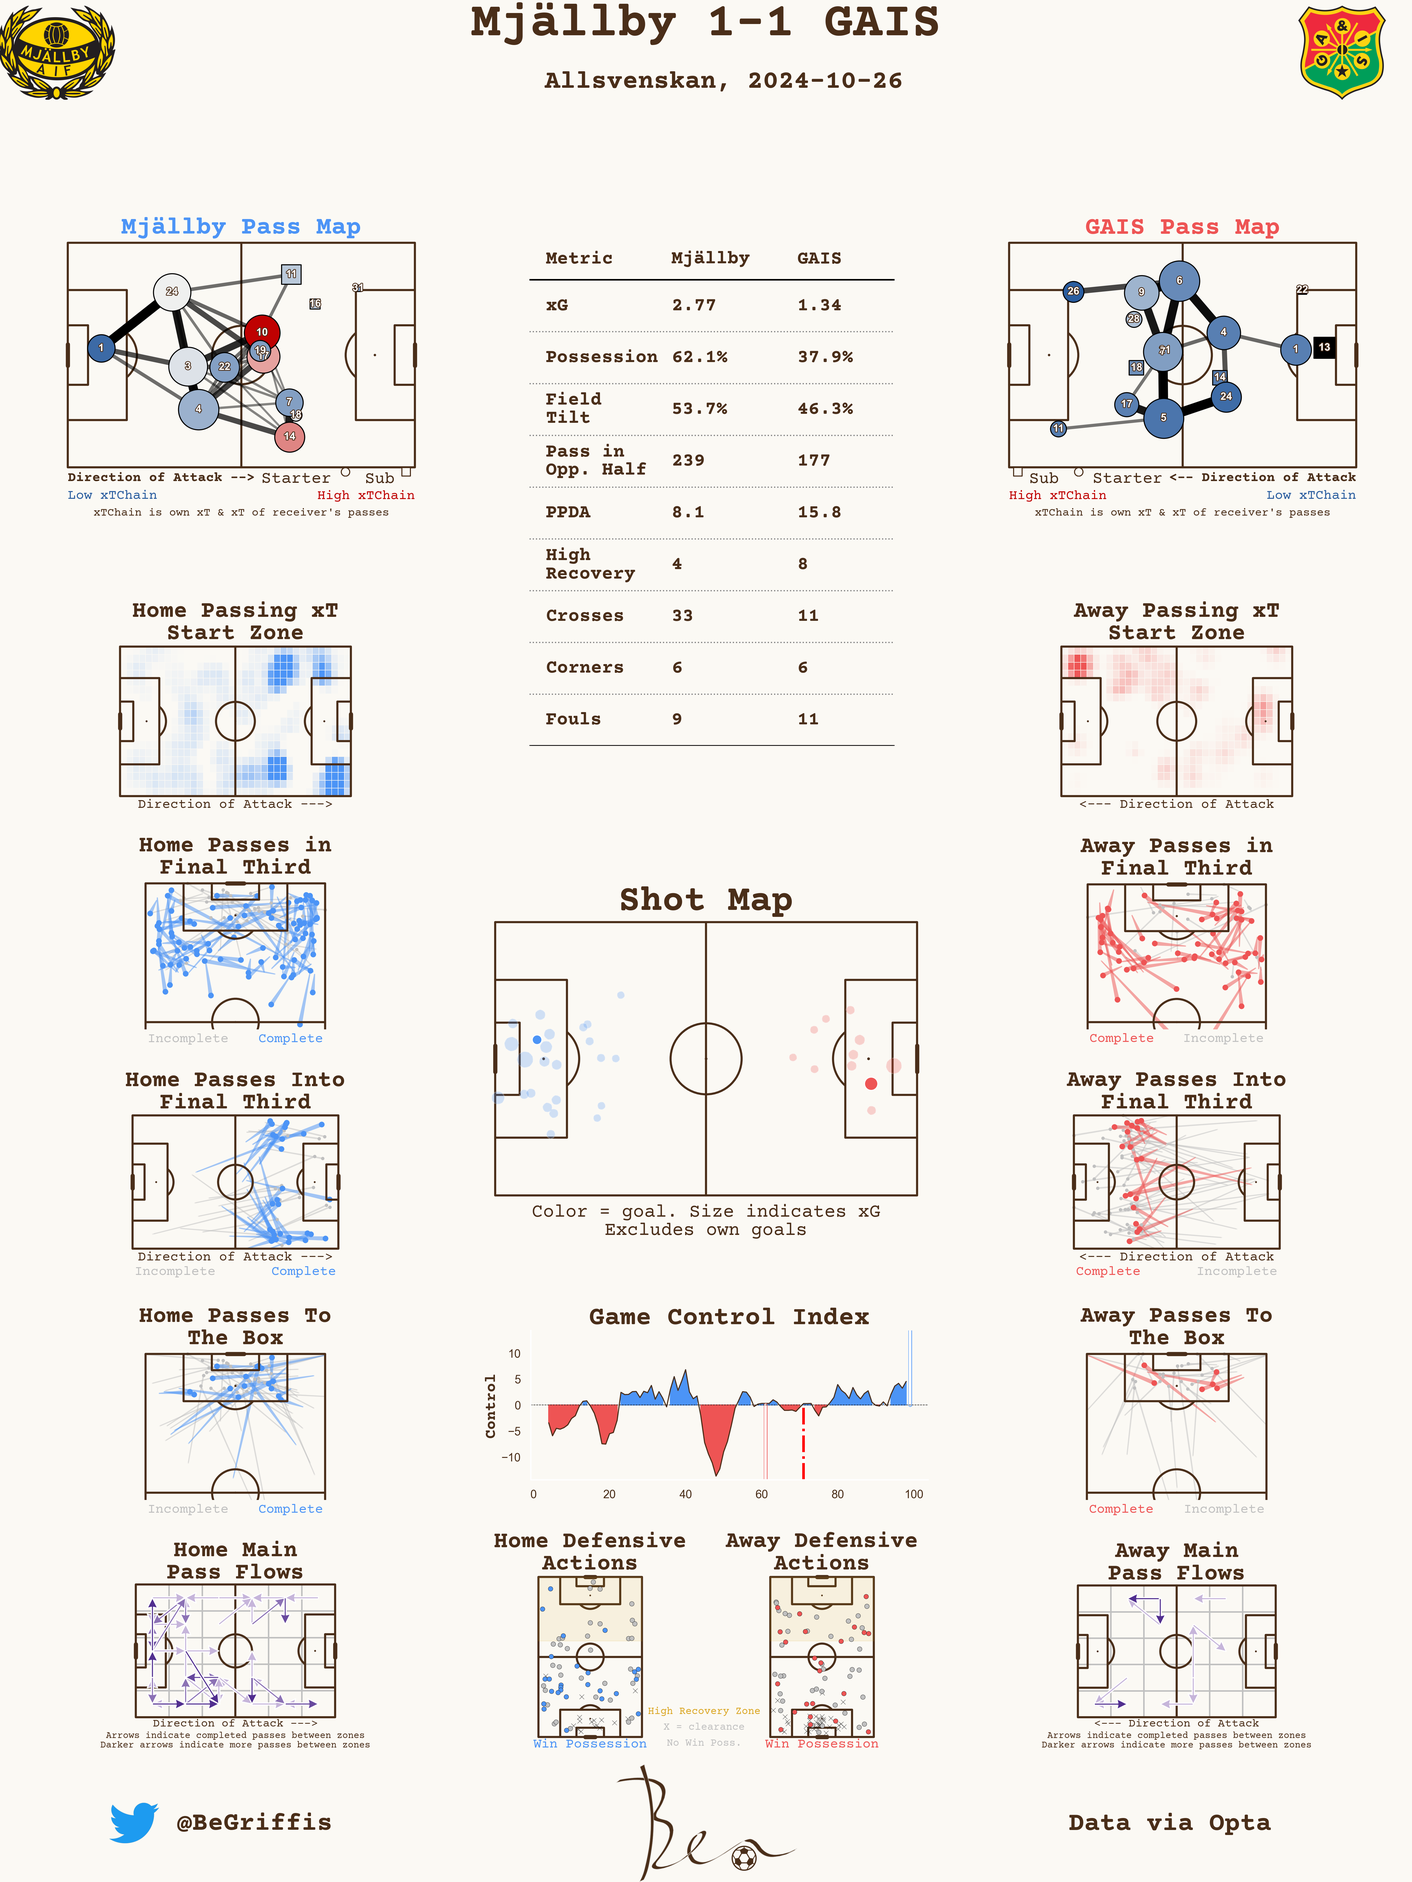 Mjällby 1-1 GAIS
Allsvenskan, 2024-10-26
MJÄLLBY
AIF
GA&IS
Mjällby Pass Map
24
11
31
16
10
1
19
17
3
22
7
4
18
14
Direction of Attack --> Starter Sub
Low xTChain High xTChain
xTChain is own xT & xT of receiver's passes
Metric Mjällby GAIS
xG 2.77 1.34
Possession 62.1% 37.9%
Field
Tilt 53.7% 46.3%
Pass in
Opp. Half 239 177
PPDA 8.1 15.8
High
Recovery 4 8
Crosses 33 11
Corners 6 6
Fouls 9 11
GAIS Pass Map
6
26
9
22
28
4
1
13
18
14
17
24
5
11
Sub Starter <-- Direction of Attack
High xTChain Low xTChain
xTChain is own xT & xT of receiver's passes
Home Passing xT
Start Zone
Direction of Attack --->
Away Passing xT
Start Zone
<--- Direction of Attack
Home Passes in
Final Third
Incomplete Complete
Away Passes in
Final Third
Complete Incomplete
Shot Map
Color = goal. Size indicates xG
Excludes own goals
Home Passes Into
Final Third
Direction of Attack --->
Incomplete Complete
Away Passes Into
Final Third
<--- Direction of Attack
Complete Incomplete
Home Passes To
The Box
Incomplete Complete
Game Control Index
Control
10
5
0
−5
−10
0 20 40 60 80 100
Away Passes To
The Box
Complete Incomplete
Home Main
Pass Flows
Direction of Attack --->
Arrows indicate completed passes between zones
Darker arrows indicate more passes between zones
Home Defensive
Actions
Win Possession
High Recovery Zone
X = clearance
No Win Poss.
Away Defensive
Actions
Win Possession
Away Main
Pass Flows
<--- Direction of Attack
Arrows indicate completed passes between zones
Darker arrows indicate more passes between zones
@BeGriffis
Ben
Data via Opta